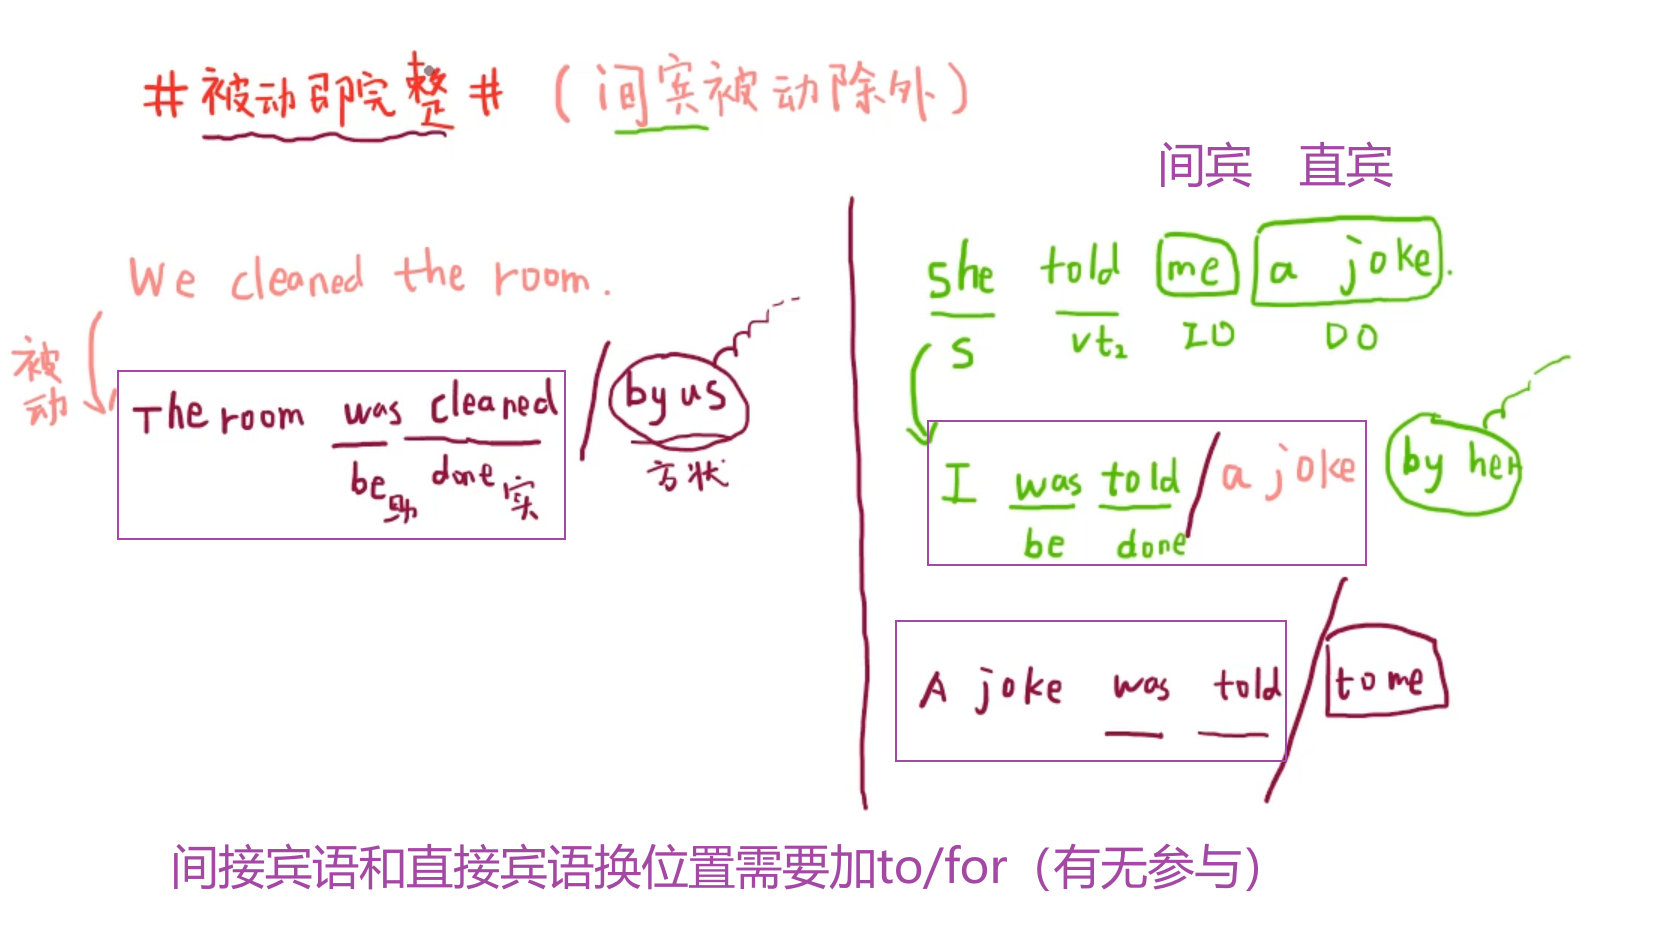 #被动即完整# (间宾被动除外)
间宾 直宾
We cleaned the room.
被动
The room was cleaned / by us
be助 done实 方状
She told me a joke.
S vt₂ IO DO
I was told / a joke by her
be done
A joke was told / to me
间接宾语和直接宾语换位置需要加to/for（有无参与）